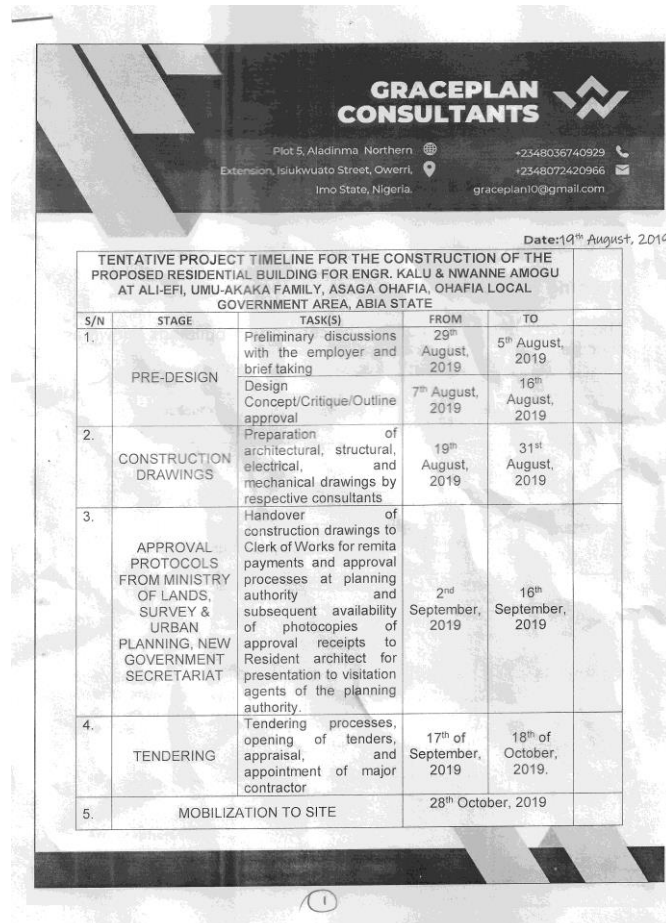 GRACEPLAN
CONSULTANTS
Plot 5, Aladinma Northern
Extension, Isiukwuato Street, Owerri,
Imo State, Nigeria.
+2348036740929
+2348072420966
graceplan10@gmail.com
Date:19th August, 2019
TENTATIVE PROJECT TIMELINE FOR THE CONSTRUCTION OF THE
PROPOSED RESIDENTIAL BUILDING FOR ENGR. KALU & NWANNE AMOGU
AT ALI-EFI, UMU-AKAKA FAMILY, ASAGA OHAFIA, OHAFIA LOCAL
GOVERNMENT AREA, ABIA STATE
S/N STAGE TASK(S) FROM TO
1.
PRE-DESIGN
Preliminary discussions
with the employer and
brief taking
29th
August,
2019
5th August,
2019
Design
Concept/Critique/Outline
approval
7th August,
2019
16th
August,
2019
2.
CONSTRUCTION
DRAWINGS
Preparation of
architectural, structural,
electrical, and
mechanical drawings by
respective consultants
19th
August,
2019
31st
August,
2019
3.
APPROVAL
PROTOCOLS
FROM MINISTRY
OF LANDS,
SURVEY &
URBAN
PLANNING, NEW
GOVERNMENT
SECRETARIAT
Handover of
construction drawings to
Clerk of Works for remita
payments and approval
processes at planning
authority and
subsequent availability
of photocopies of
approval receipts to
Resident architect for
presentation to visitation
agents of the planning
authority.
2nd
September,
2019
16th
September,
2019
4.
TENDERING
Tendering processes,
opening of tenders,
appraisal, and
appointment of major
contractor
17th of
September,
2019
18th of
October,
2019.
5.
MOBILIZATION TO SITE
28th October, 2019
1